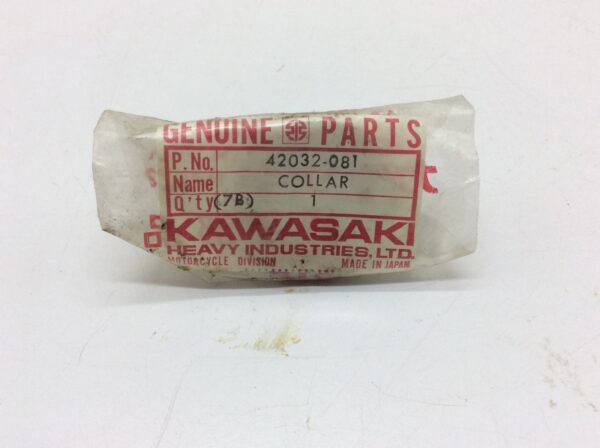 GENUINE PARTS
P.No. 42032-081
Name COLLAR
Q'ty (7B) 1
KAWASAKI
HEAVY INDUSTRIES, LTD.
MOTORCYCLE DIVISION MADE IN JAPAN